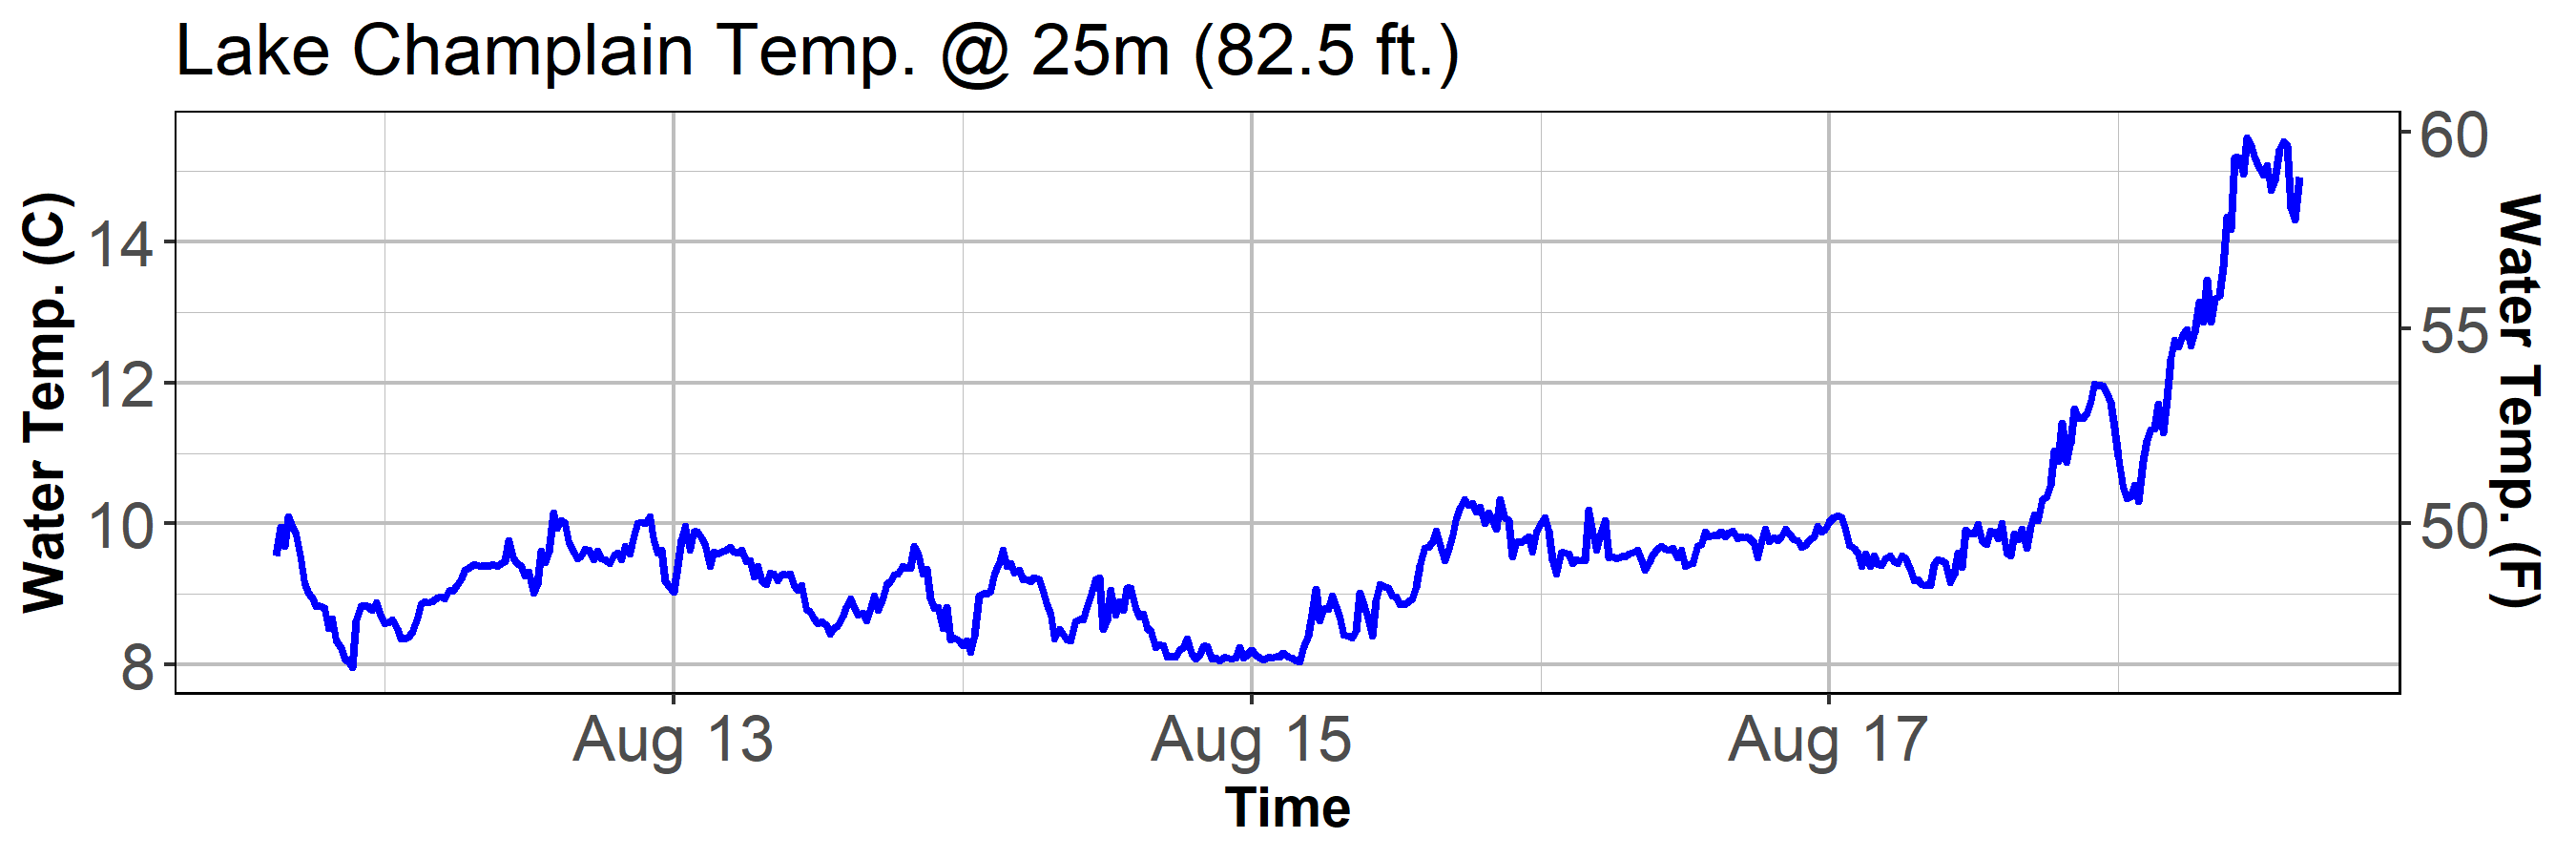 Lake Champlain Temp. @ 25m (82.5 ft.)
Water Temp. (C)
14
12
10
8
60
55
50
Water Temp. (F)
Aug 13
Aug 15
Aug 17
Time